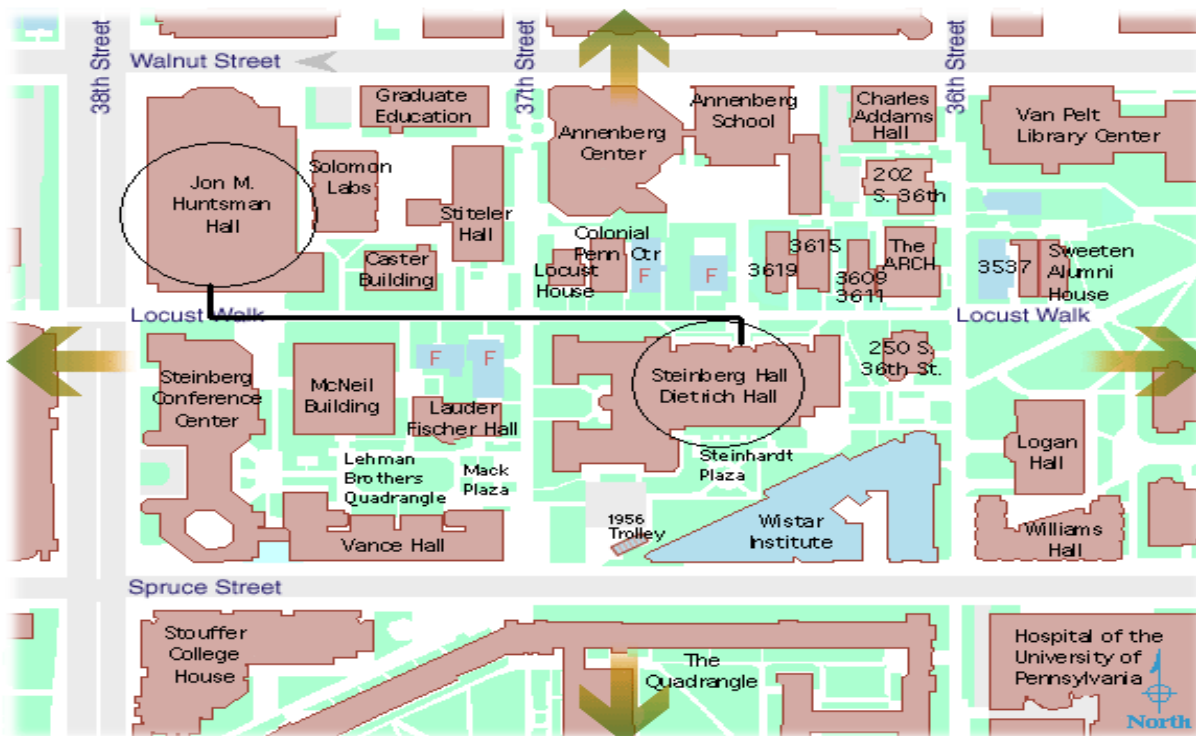 38th Street
Walnut Street
37th Street
36th Street
Graduate
Education
Annenberg
School
Charles
Addams
Hall
Van Pelt
Library Center
Annenberg
Center
Jon M.
Huntsman
Hall
Solomon
Labs
Stiteler
Hall
202
S. 36th
Caster
Building
Colonial
Penn Ctr
Locust
House
F
F
3619
3615
3609
3611
The
ARCH
3537
Sweeten
Alumni
House
Locust Walk
Locust Walk
Steinberg
Conference
Center
McNeil
Building
F
F
Lauder
Fischer Hall
Steinberg Hall
Dietrich Hall
250 S.
36th St.
Logan
Hall
Lehman
Brothers
Quadrangle
Mack
Plaza
Steinhardt
Plaza
1956
Trolley
Wistar
Institute
Williams
Hall
Vance Hall
Spruce Street
Stouffer
College
House
The
Quadrangle
Hospital of the
University of
Pennsylvania
North